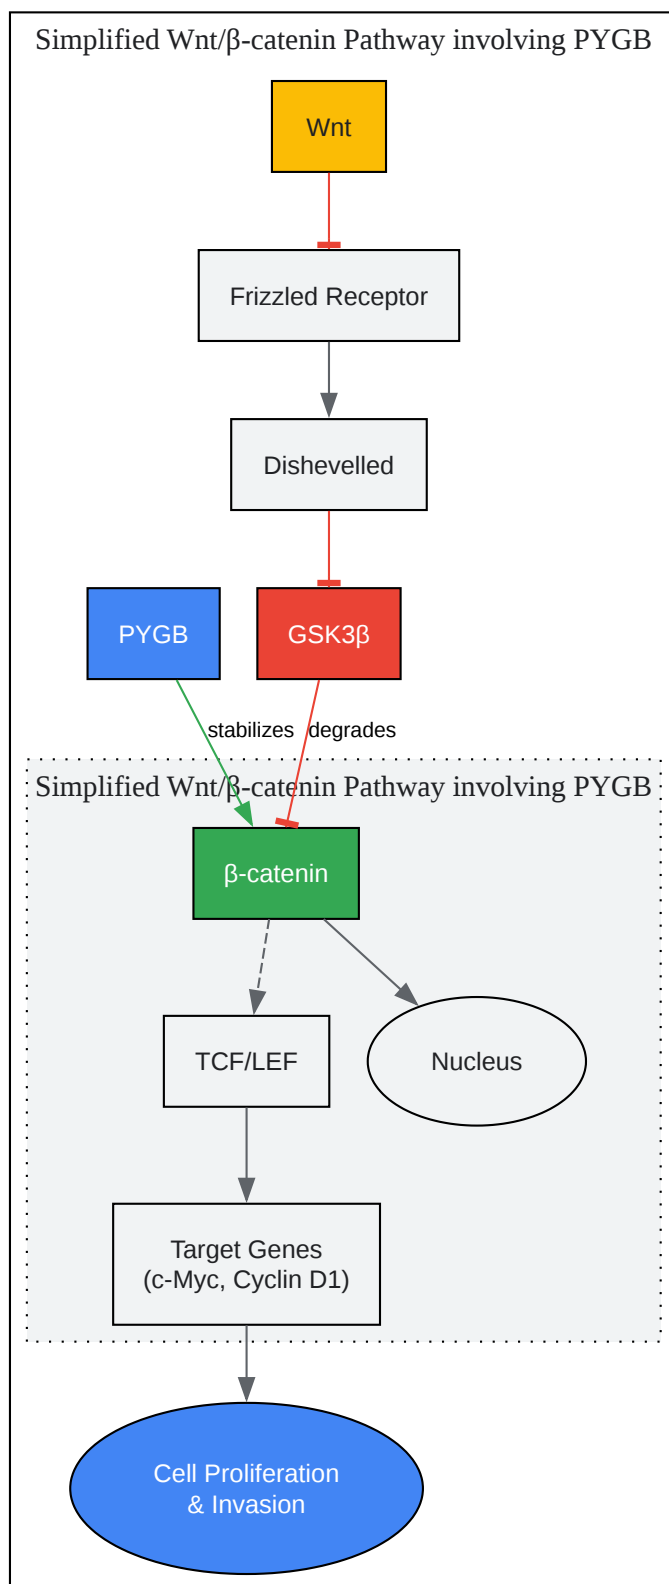 Simplified Wnt/β-catenin Pathway involving PYGB
Wnt
Frizzled Receptor
Dishevelled
PYGB
GSK3β
stabilizes
degrades
Simplified Wnt/β-catenin Pathway involving PYGB
β-catenin
TCF/LEF
Nucleus
Target Genes
(c-Myc, Cyclin D1)
Cell Proliferation
& Invasion